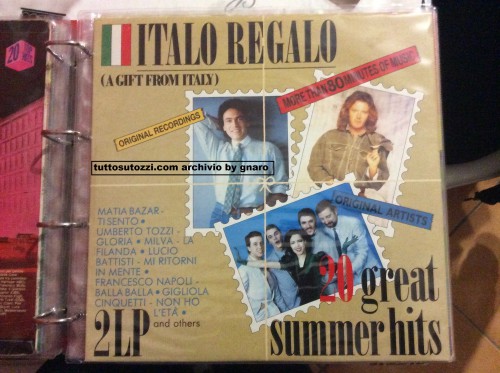 ITALO REGALO
(A GIFT FROM ITALY)
MORE THAN 80 MINUTES OF MUSIC
ORIGINAL RECORDINGS
tuttosutozzi.com archivio by gnaro
ORIGINAL ARTISTS
MATIA BAZAR -
TI SENTO •
UMBERTO TOZZI -
GLORIA • MILVA - LA
FILANDA • LUCIO
BATTISTI - MI RITORNI
IN MENTE •
FRANCESCO NAPOLI -
BALLA BALLA • GIGLIOLA
CINQUETTI - NON HO
L'ETÀ •
and others
2LP
20 great
summer hits
20